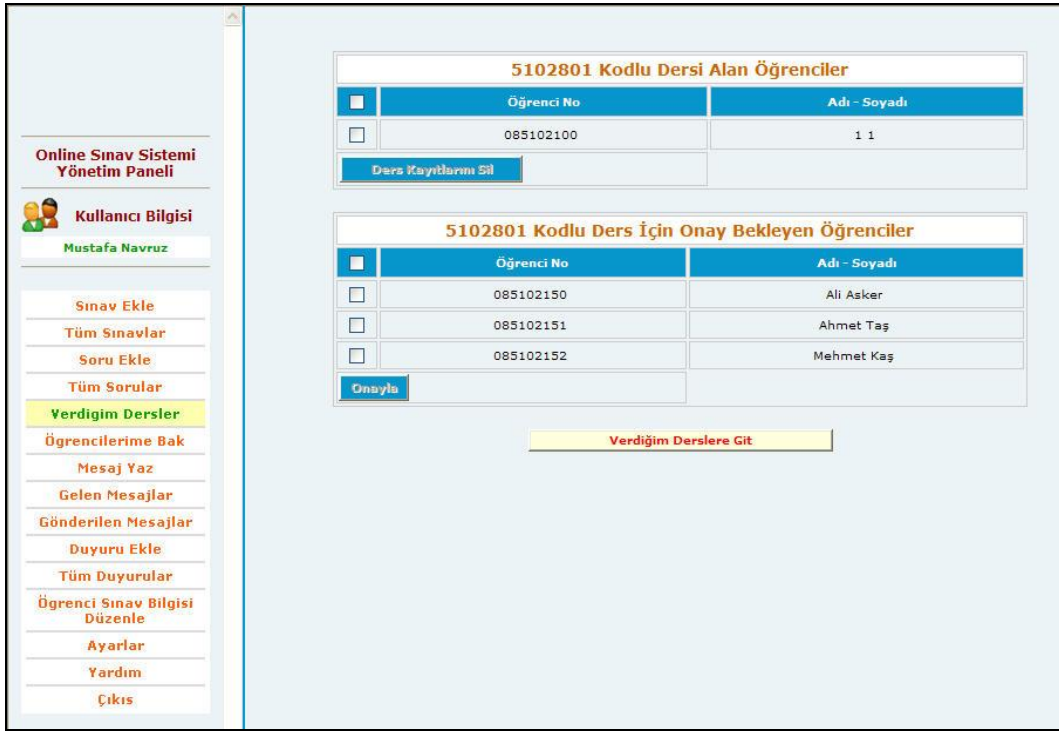 Online Sınav Sistemi
Yönetim Paneli
Kullanıcı Bilgisi
Mustafa Navruz
Sınav Ekle
Tüm Sınavlar
Soru Ekle
Tüm Sorular
Verdigim Dersler
Ögrencilerime Bak
Mesaj Yaz
Gelen Mesajlar
Gönderilen Mesajlar
Duyuru Ekle
Tüm Duyurular
Ögrenci Sınav Bilgisi
Düzenle
Ayarlar
Yardım
Çıkıs
5102801 Kodlu Dersi Alan Öğrenciler
Öğrenci No Adı - Soyadı
085102100 1 1
Ders Kayıtlarını Sil
5102801 Kodlu Ders İçin Onay Bekleyen Öğrenciler
Öğrenci No Adı - Soyadı
085102150 Ali Asker
085102151 Ahmet Taş
085102152 Mehmet Kaş
Onayla
Verdiğim Derslere Git